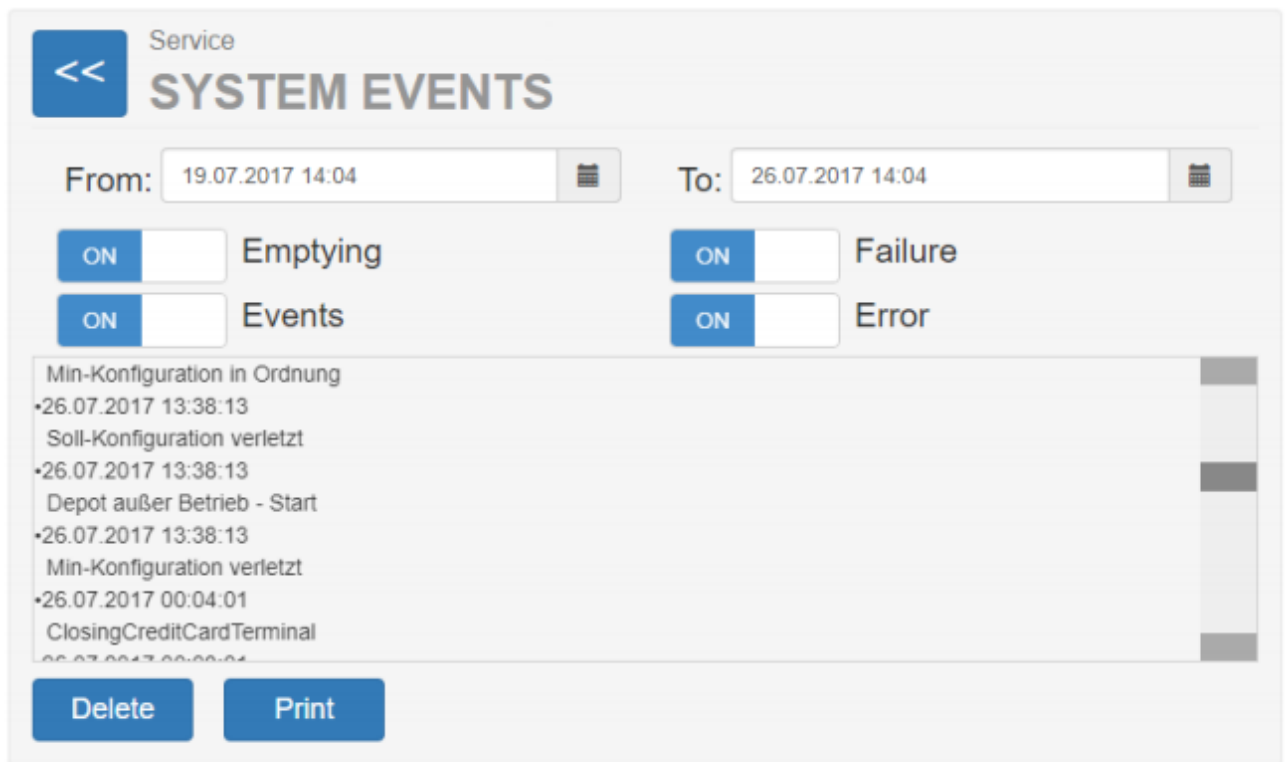 <<
Service
SYSTEM EVENTS
From: 19.07.2017 14:04 To: 26.07.2017 14:04
ON Emptying ON Failure
ON Events ON Error
Min-Konfiguration in Ordnung
•26.07.2017 13:38:13
Soll-Konfiguration verletzt
•26.07.2017 13:38:13
Depot außer Betrieb - Start
•26.07.2017 13:38:13
Min-Konfiguration verletzt
•26.07.2017 00:04:01
ClosingCreditCardTerminal
Delete Print